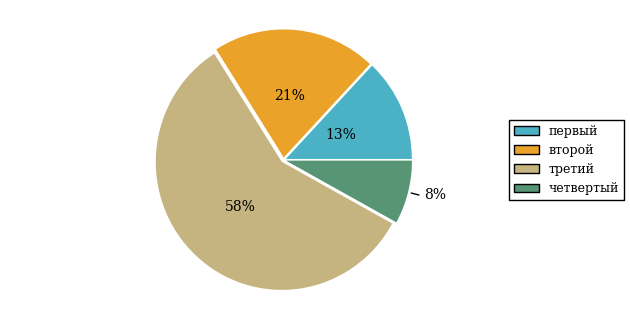 21%
13%
58%
8%
первый
второй
третий
четвертый